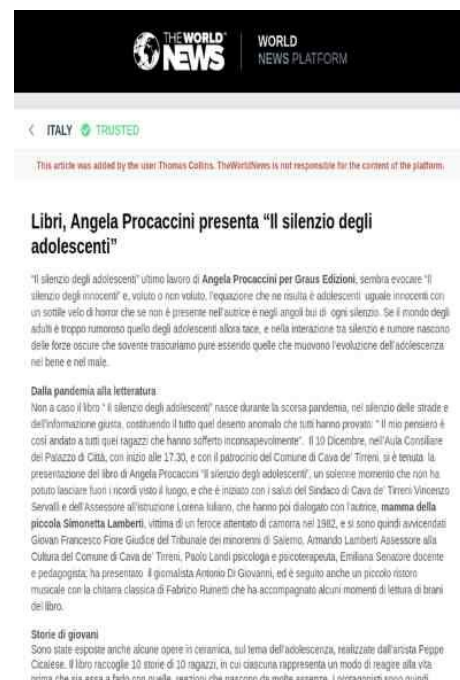 THE WORLD
NEWS
WORLD
NEWS PLATFORM
ITALY TRUSTED
This article was added by the user Thomas Collins. TheWorldNews is not responsible for the content of the platform.
Libri, Angela Procaccini presenta “Il silenzio degli
adolescenti”
“Il silenzio degli adolescenti” ultimo lavoro di Angela Procaccini per Graus Edizioni, sembra evocare “Il
silenzio degli innocenti” e, voluto o non voluto, l’equazione che ne risulta è adolescenti uguale innocenti con
un sottile velo di horror che se non è presente nell’autrice è negli angoli bui di ogni silenzio. Se il mondo degli
adulti è troppo rumoroso quello degli adolescenti allora tace, e nella interazione tra silenzio e rumore nascono
delle forze oscure che sovente trascuriamo pure essendo quelle che muovono l’evoluzione dell’adolescenza
nel bene e nel male.
Dalla pandemia alla letteratura
Non a caso il libro “ Il silenzio degli adolescenti” nasce durante la scorsa pandemia, nel silenzio delle strade e
dell’informazione giusta, costituendo il tutto quel deserto anomalo che tutti hanno provato: “ Il mio pensiero è
così andato a tutti quei ragazzi che hanno sofferto inconsapevolmente”. Il 10 Dicembre, nell’Aula Consiliare
del Palazzo di Città, con inizio alle 17.30, e con il patrocinio del Comune di Cava de’ Tirreni, si è tenuta la
presentazione del libro di Angela Procaccini “Il silenzio degli adolescenti”, un solenne momento che non ha
potuto lasciare fuori i ricordi visto il luogo, e che è iniziato con i saluti del Sindaco di Cava de’ Tirreni Vincenzo
Servalli e dell’Assessore all’istruzione Lorena Iuliano, che hanno poi dialogato con l’autrice, mamma della
piccola Simonetta Lamberti, vittima di un feroce attentato di camorra nel 1982, e si sono quindi avvicendati
Giovan Francesco Fiore Giudice del Tribunale dei minorenni di Salerno, Armando Lamberti Assessore alla
Cultura del Comune di Cava de’ Tirreni, Paolo Landi psicologa e psicoterapeuta, Emiliana Senatore docente
e pedagogista; ha presentato il giornalista Antonio Di Giovanni, ed è seguito anche un piccolo ristoro
musicale con la chitarra classica di Fabrizio Rumetti che ha accompagnato alcuni momenti di lettura di brani
del libro.
Storie di giovani
Sono state esposte anche alcune opere in ceramica, sul tema dell’adolescenza, realizzate dall’artista Peppe
Cicalese. Il libro raccoglie 10 storie di 10 ragazzi, in cui ciascuna rappresenta un modo di reagire alla vita
prima che sia essa a farlo con quelle, reazioni che nascono da molte assenze. I protagonisti sono quindi